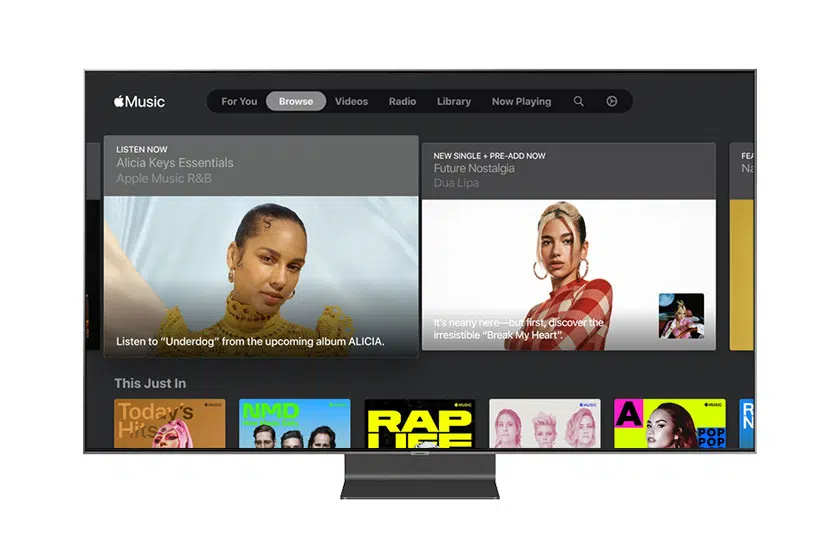 Music
For You
Browse
Videos
Radio
Library
Now Playing
LISTEN NOW
Alicia Keys Essentials
Apple Music R&B
Listen to “Underdog” from the upcoming album ALICIA.
NEW SINGLE + PRE-ADD NOW
Future Nostalgia
Dua Lipa
It's nearly here—but first, discover the
irresistible “Break My Heart”.
This Just In
Today's
Hits
MUSIC
NMD
MUSIC
RAP
LIFE
MUSIC
MUSIC
A
MUSIC
POP
POP